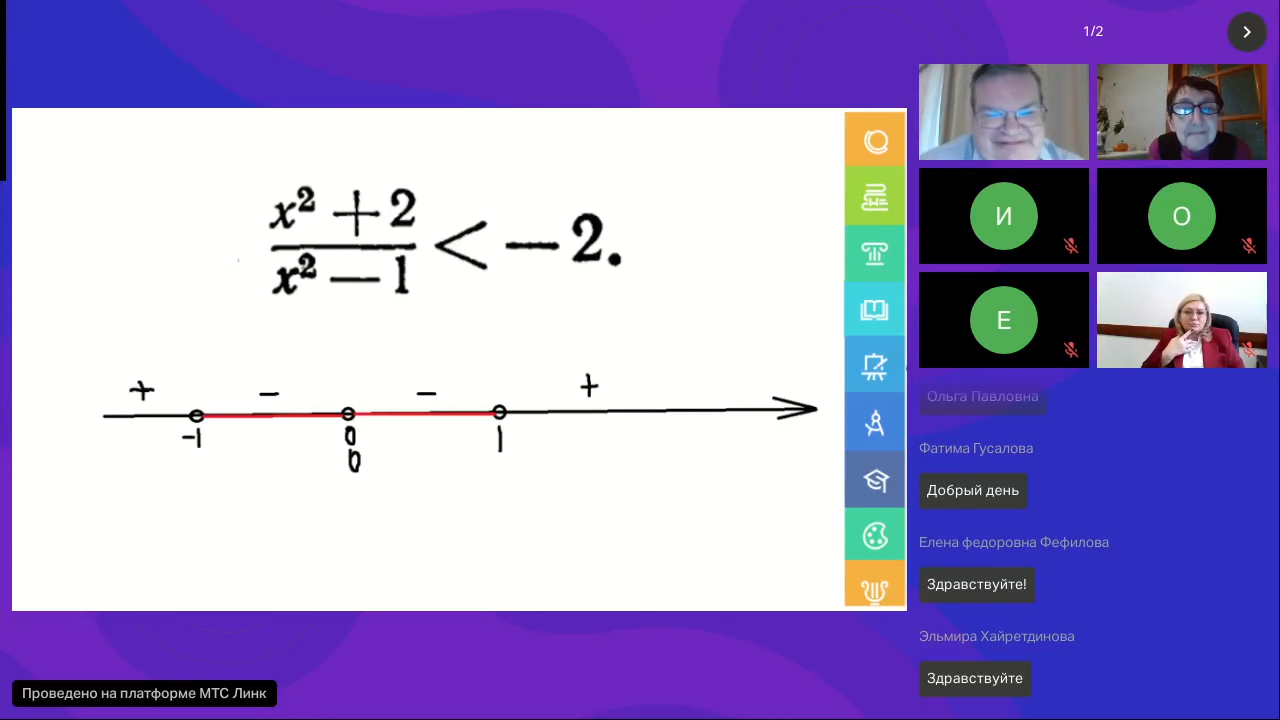 1/2
x² + 2
x² − 1
< −2.
+ − − +
−1 0 1
0
И
О
Е
Ольга Павловна
Фатима Гусалова
Добрый день
Елена федоровна Фефилова
Здравствуйте!
Эльмира Хайретдинова
Здравствуйте
Проведено на платформе МТС Линк